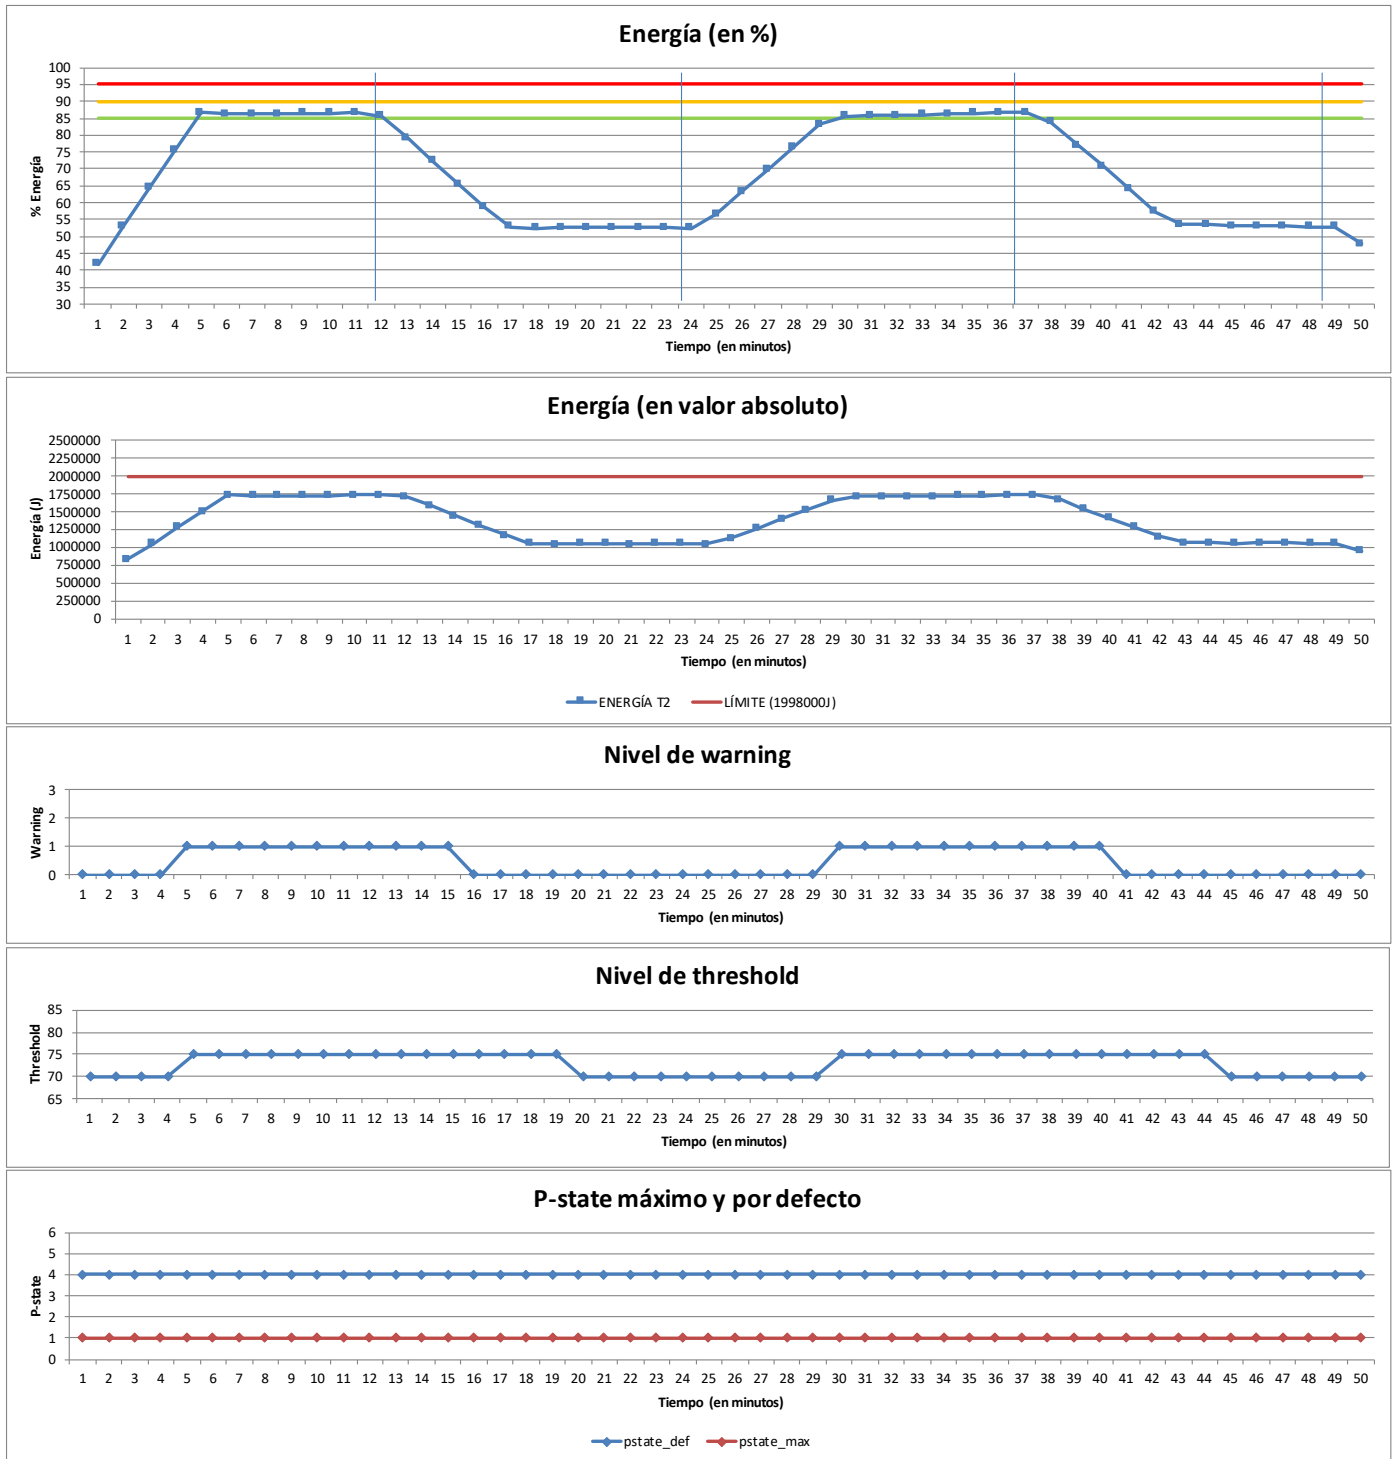 Energía (en %)
100
95
90
85
80
75
70
65
60
55
50
45
40
35
30
% Energía
1 2 3 4 5 6 7 8 9 10 11 12 13 14 15 16 17 18 19 20 21 22 23 24 25 26 27 28 29 30 31 32 33 34 35 36 37 38 39 40 41 42 43 44 45 46 47 48 49 50
Tiempo (en minutos)
Energía (en valor absoluto)
2500000
2250000
2000000
1750000
1500000
1250000
1000000
750000
500000
250000
0
Energía (J)
1 2 3 4 5 6 7 8 9 10 11 12 13 14 15 16 17 18 19 20 21 22 23 24 25 26 27 28 29 30 31 32 33 34 35 36 37 38 39 40 41 42 43 44 45 46 47 48 49 50
Tiempo (en minutos)
ENERGÍA T2 LÍMITE (1998000J)
Nivel de warning
3
2
1
0
Warning
1 2 3 4 5 6 7 8 9 10 11 12 13 14 15 16 17 18 19 20 21 22 23 24 25 26 27 28 29 30 31 32 33 34 35 36 37 38 39 40 41 42 43 44 45 46 47 48 49 50
Tiempo (en minutos)
Nivel de threshold
85
80
75
70
65
Threshold
1 2 3 4 5 6 7 8 9 10 11 12 13 14 15 16 17 18 19 20 21 22 23 24 25 26 27 28 29 30 31 32 33 34 35 36 37 38 39 40 41 42 43 44 45 46 47 48 49 50
Tiempo (en minutos)
P-state máximo y por defecto
6
5
4
3
2
1
0
P-state
1 2 3 4 5 6 7 8 9 10 11 12 13 14 15 16 17 18 19 20 21 22 23 24 25 26 27 28 29 30 31 32 33 34 35 36 37 38 39 40 41 42 43 44 45 46 47 48 49 50
Tiempo (en minutos)
pstate_def pstate_max